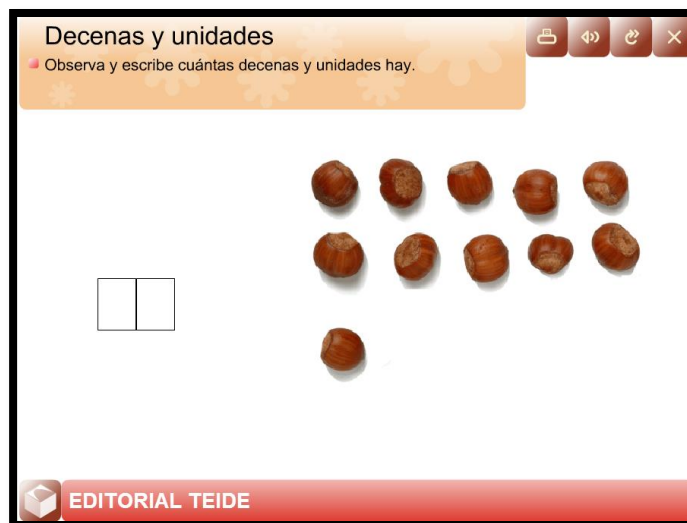 Decenas y unidades
Observa y escribe cuántas decenas y unidades hay.
EDITORIAL TEIDE